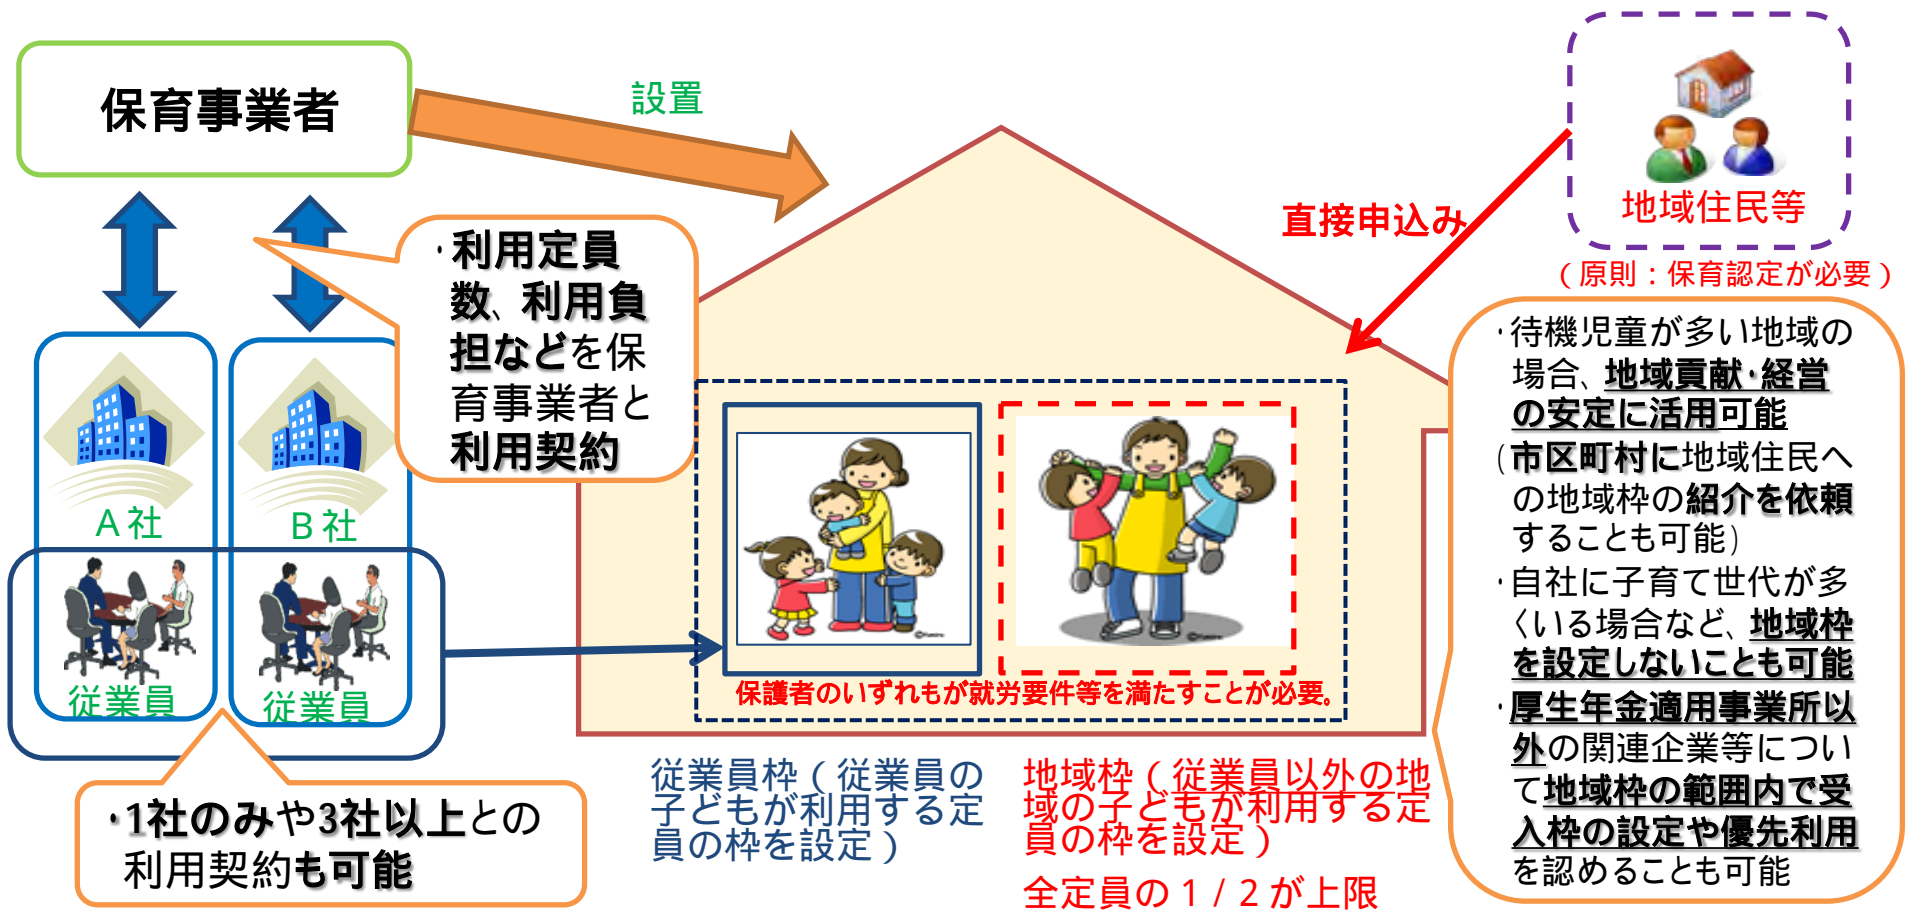 保育事業者
設置
地域住民等
直接申込み
（原則：保育認定が必要）
・利用定員
数、利用負
担などを保
育事業者と
利用契約
A社
B社
従業員
従業員
・1社のみや3社以上との
利用契約も可能
©Fumira
保護者のいずれもが就労要件等を満たすことが必要。
従業員枠（従業員の
子どもが利用する定
員の枠を設定）
地域枠（従業員以外の地
域の子どもが利用する定
員の枠を設定）
全定員の１/２が上限
・待機児童が多い地域の
場合、地域貢献・経営
の安定に活用可能
(市区町村に地域住民へ
の地域枠の紹介を依頼
することも可能)
・自社に子育て世代が多
くいる場合など、地域枠
を設定しないことも可能
・厚生年金適用事業所以
外の関連企業等につい
て地域枠の範囲内で受
入枠の設定や優先利用
を認めることも可能